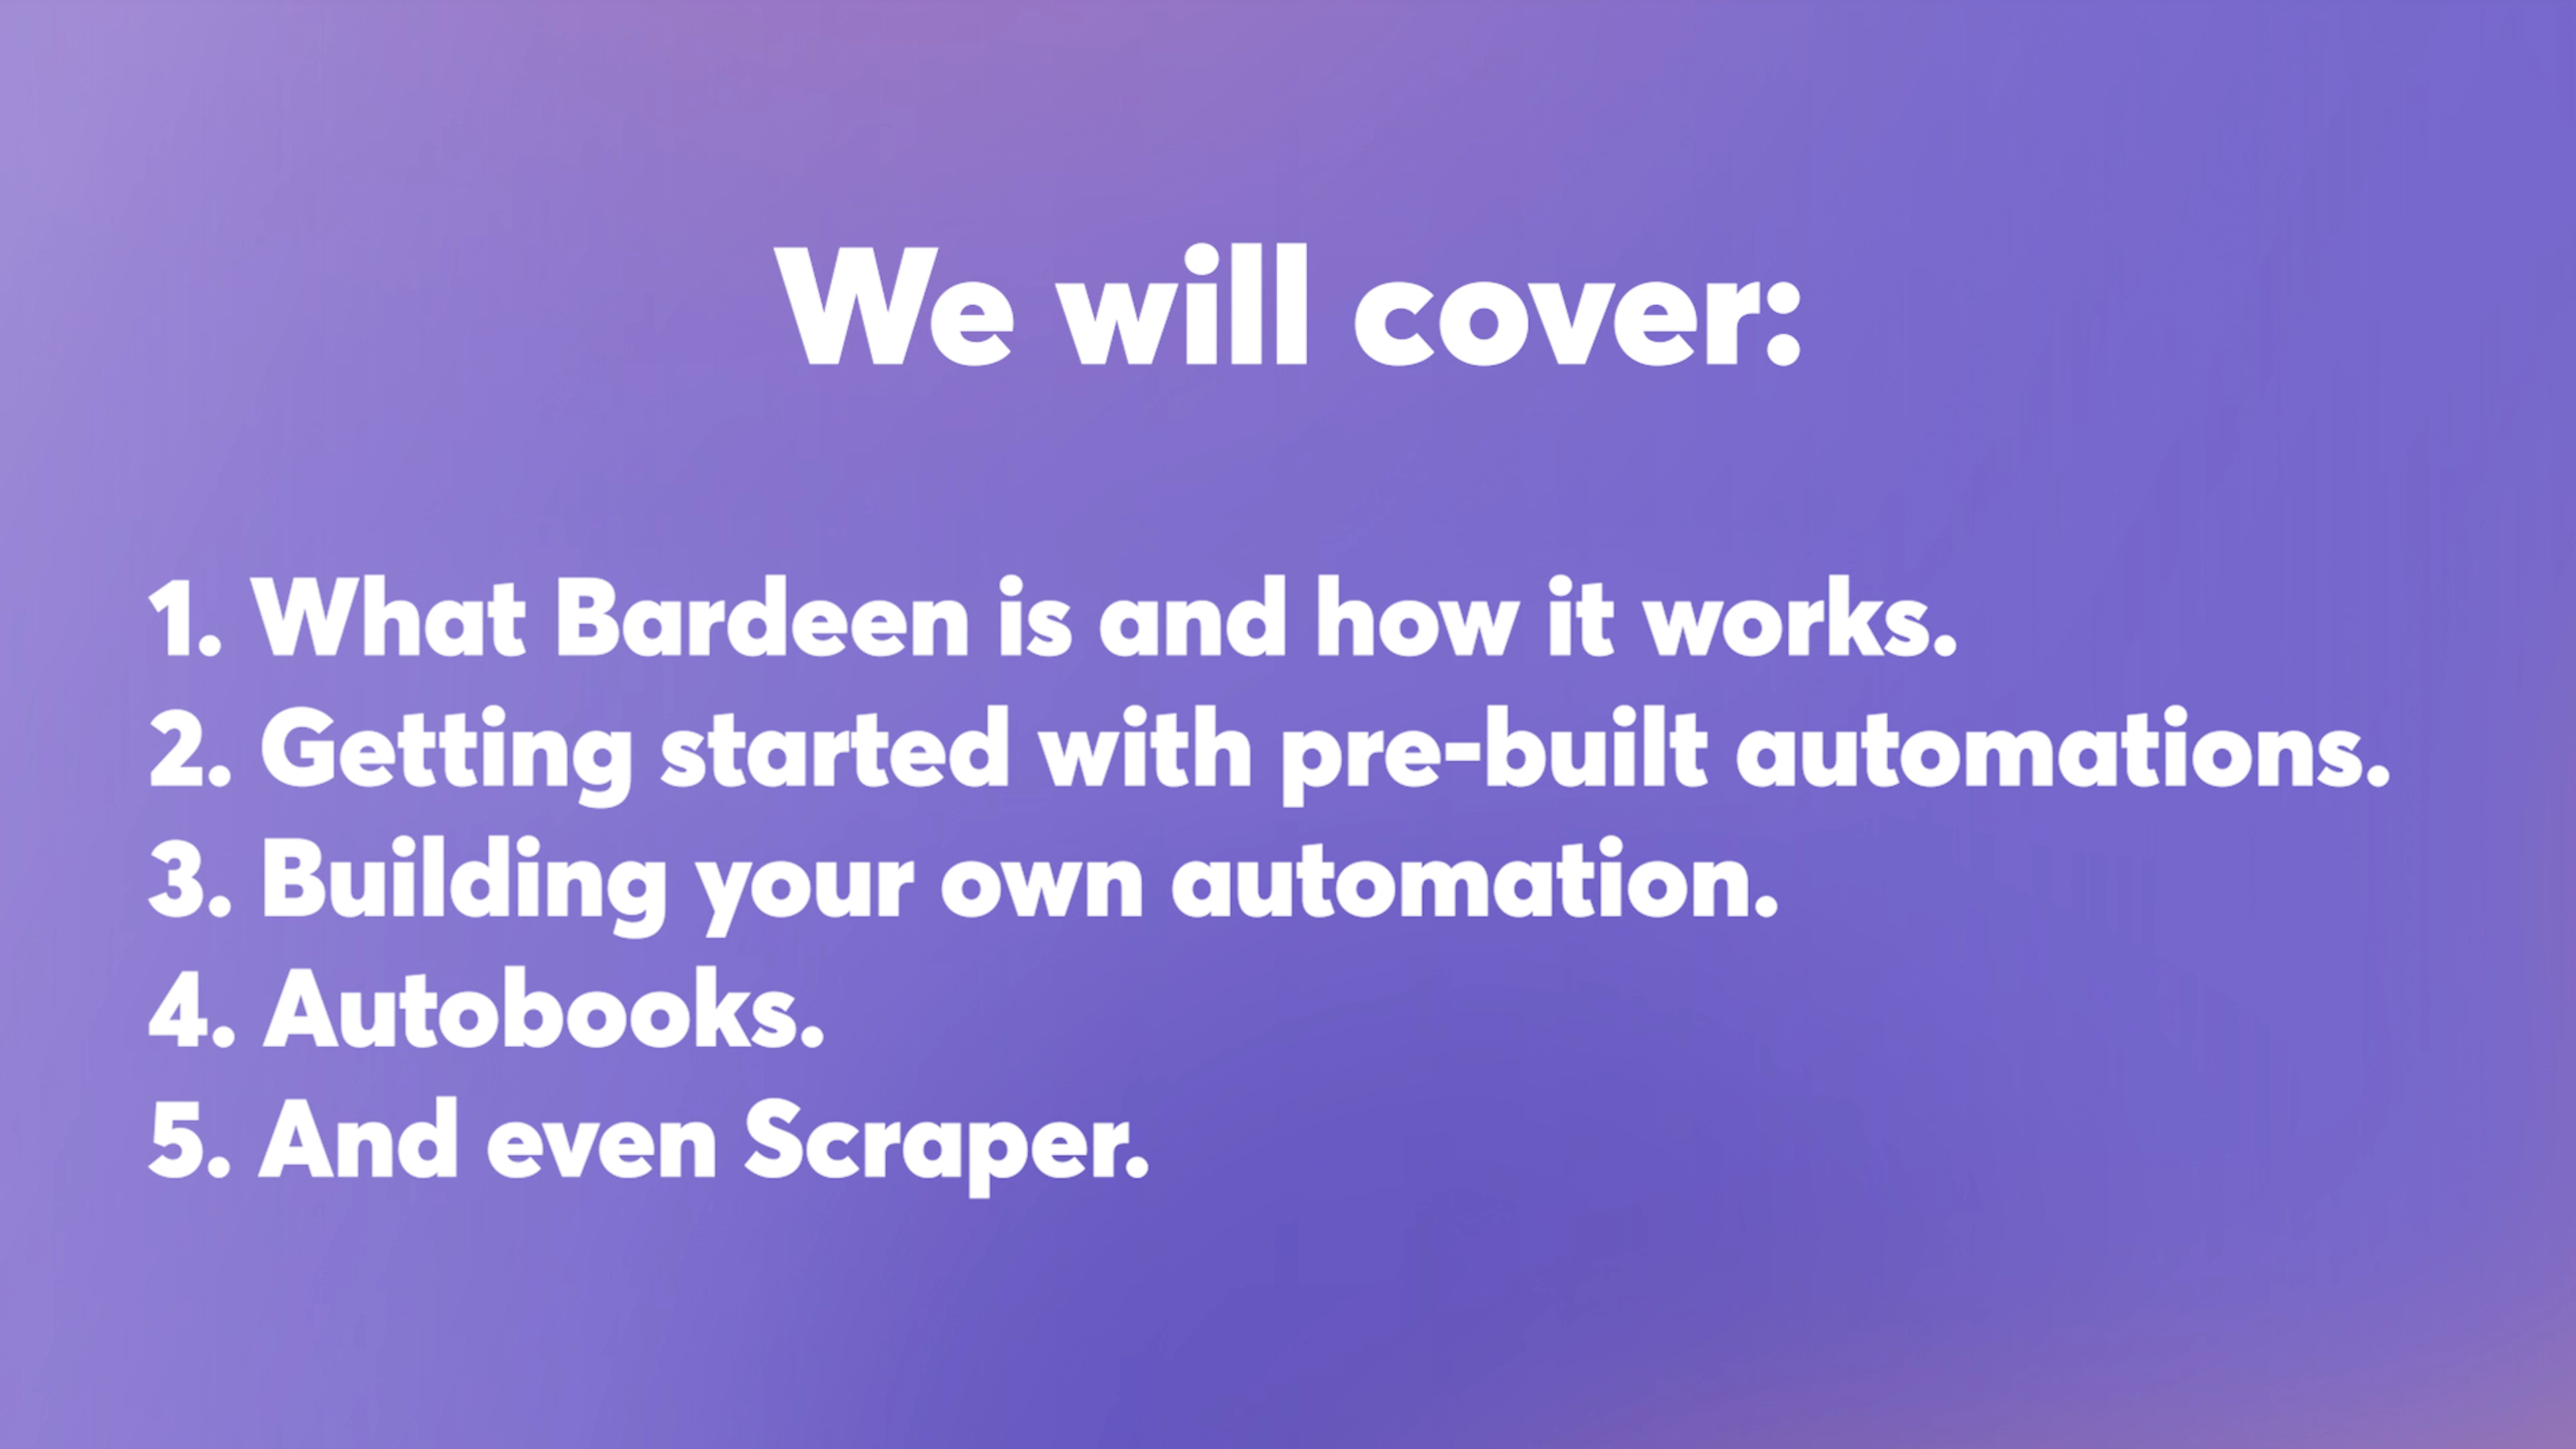 We will cover:
1. What Bardeen is and how it works.
2. Getting started with pre-built automations.
3. Building your own automation.
4. Autobooks.
5. And even Scraper.